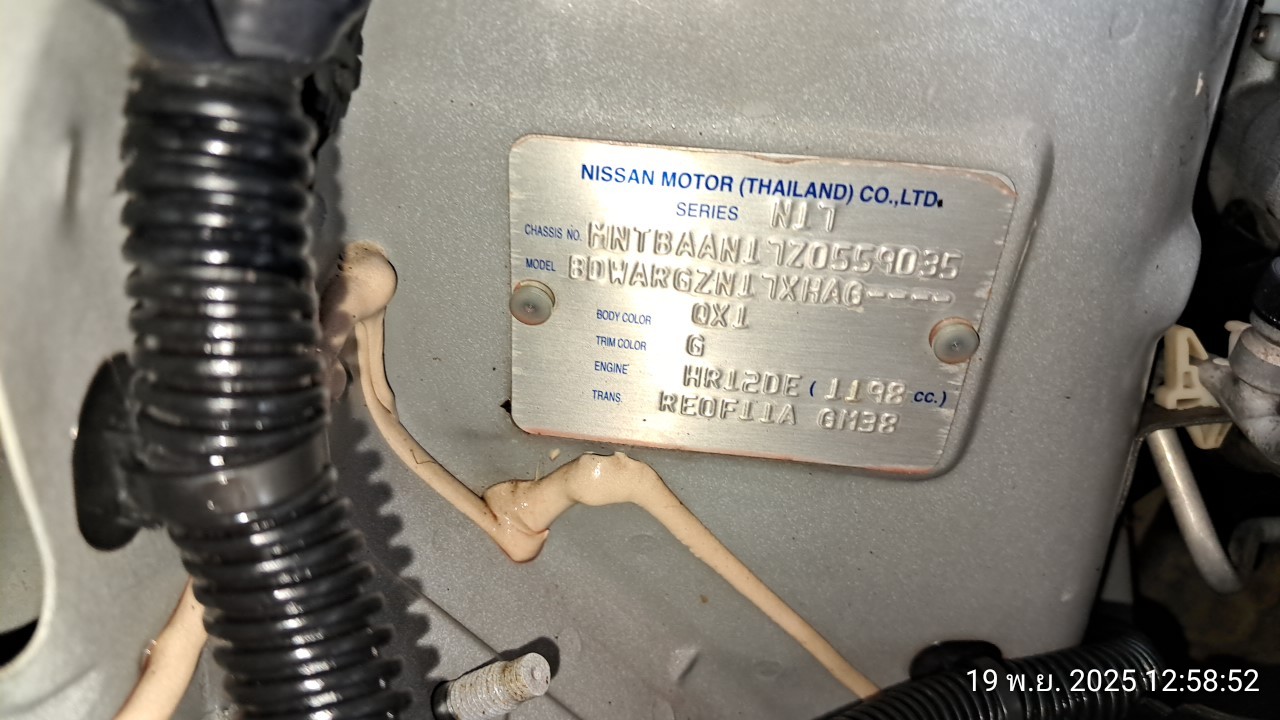 NISSAN MOTOR (THAILAND) CO.,LTD.
SERIES N17
CHASSIS NO. MNTBAAN17Z0559035
MODEL BDWARGZN17XHAG----
BODY COLOR QX1
TRIM COLOR G
ENGINE HR12DE ( 1198 CC.)
TRANS. RE0F11A GM38
19 พ.ย. 2025 12:58:52